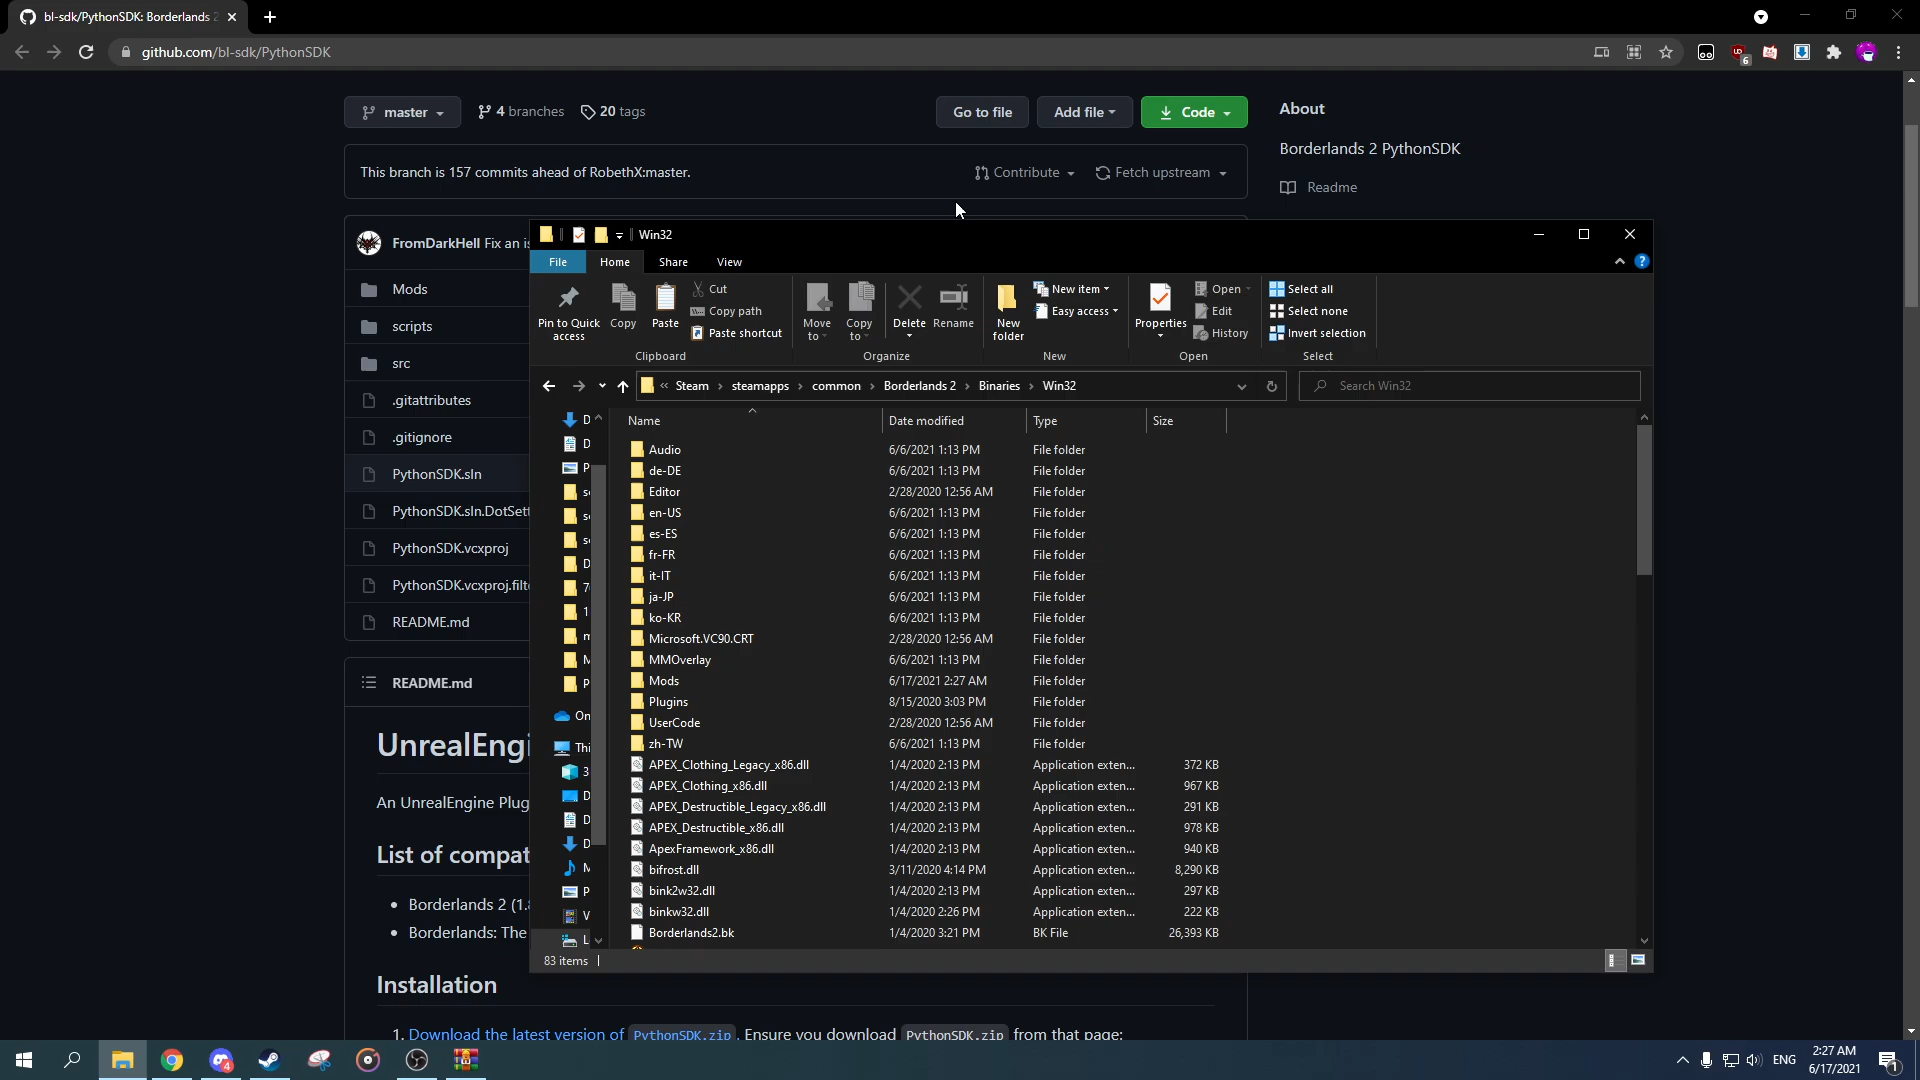 bl-sdk/PythonSDK: Borderlands 2
github.com/bl-sdk/PythonSDK
6
master
4 branches
20 tags
Go to file
Add file
Code
About
Borderlands 2 PythonSDK
Readme
This branch is 157 commits ahead of RobethX:master.
Contribute
Fetch upstream
FromDarkHell Fix an is
Mods
scripts
src
.gitattributes
.gitignore
PythonSDK.sln
PythonSDK.sln.DotSett
PythonSDK.vcxproj
PythonSDK.vcxproj.filt
README.md
README.md
UnrealEngi
An UnrealEngine Plug
List of compat
Borderlands 2 (1.
Borderlands: The
Installation
1. Download the latest version of PythonSDK.zip. Ensure you download PythonSDK.zip from that page:
Win32
File Home Share View
Pin to Quick access
Copy
Paste
Cut
Copy path
Paste shortcut
Clipboard
Move to
Copy to
Delete
Rename
Organize
New folder
New item
Easy access
New
Properties
Open
Edit
History
Open
Select all
Select none
Invert selection
Select
« Steam › steamapps › common › Borderlands 2 › Binaries › Win32
Search Win32
Name Date modified Type Size
Audio 6/6/2021 1:13 PM File folder
de-DE 6/6/2021 1:13 PM File folder
Editor 2/28/2020 12:56 AM File folder
en-US 6/6/2021 1:13 PM File folder
es-ES 6/6/2021 1:13 PM File folder
fr-FR 6/6/2021 1:13 PM File folder
it-IT 6/6/2021 1:13 PM File folder
ja-JP 6/6/2021 1:13 PM File folder
ko-KR 6/6/2021 1:13 PM File folder
Microsoft.VC90.CRT 2/28/2020 12:56 AM File folder
MMOverlay 6/6/2021 1:13 PM File folder
Mods 6/17/2021 2:27 AM File folder
Plugins 8/15/2020 3:03 PM File folder
UserCode 2/28/2020 12:56 AM File folder
zh-TW 6/6/2021 1:13 PM File folder
APEX_Clothing_Legacy_x86.dll 1/4/2020 2:13 PM Application exten... 372 KB
APEX_Clothing_x86.dll 1/4/2020 2:13 PM Application exten... 967 KB
APEX_Destructible_Legacy_x86.dll 1/4/2020 2:13 PM Application exten... 291 KB
APEX_Destructible_x86.dll 1/4/2020 2:13 PM Application exten... 978 KB
ApexFramework_x86.dll 1/4/2020 2:13 PM Application exten... 940 KB
bifrost.dll 3/11/2020 4:14 PM Application exten... 8,290 KB
bink2w32.dll 1/4/2020 2:13 PM Application exten... 297 KB
binkw32.dll 1/4/2020 2:26 PM Application exten... 222 KB
Borderlands2.bk 1/4/2020 3:21 PM BK File 26,393 KB
83 items
ENG
2:27 AM
6/17/2021
1